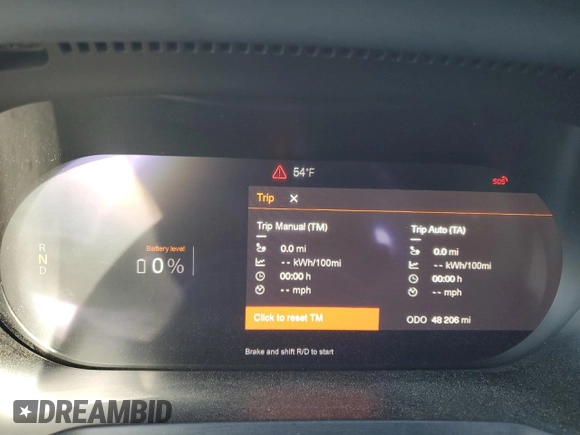 54°F
SOS
Trip ×
Trip Manual (TM)
0.0 mi
-- kWh/100mi
00:00 h
-- mph
Click to reset TM
Trip Auto (TA)
0.0 mi
-- kWh/100mi
00:00 h
-- mph
ODO 48 206 mi
R
N
D
Battery level
0%
Brake and shift R/D to start
DREAMBID